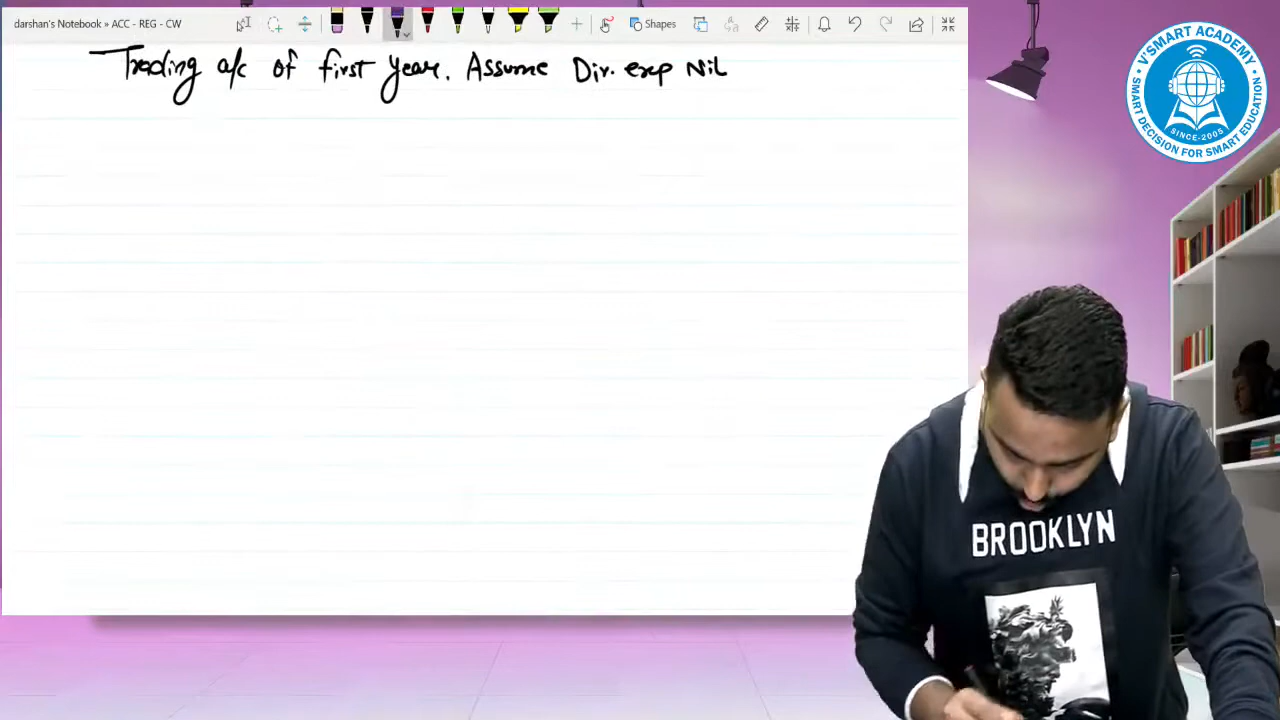 darshan's Notebook » ACC - REG - CW
Shapes
Trading a/c of first year. Assume Dir. exp Nil
V'SMART ACADEMY
SINCE-2005
SMART DECISION FOR SMART EDUCATION
BROOKLYN